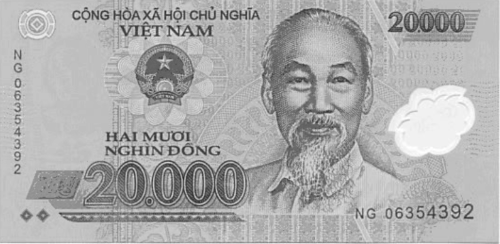 CỘNG HÒA XÃ HỘI CHỦ NGHĨA
VIỆT NAM
20000
NG 06354392
HAI MƯƠI
NGHÌN ĐỒNG
20.000
NG 06354392